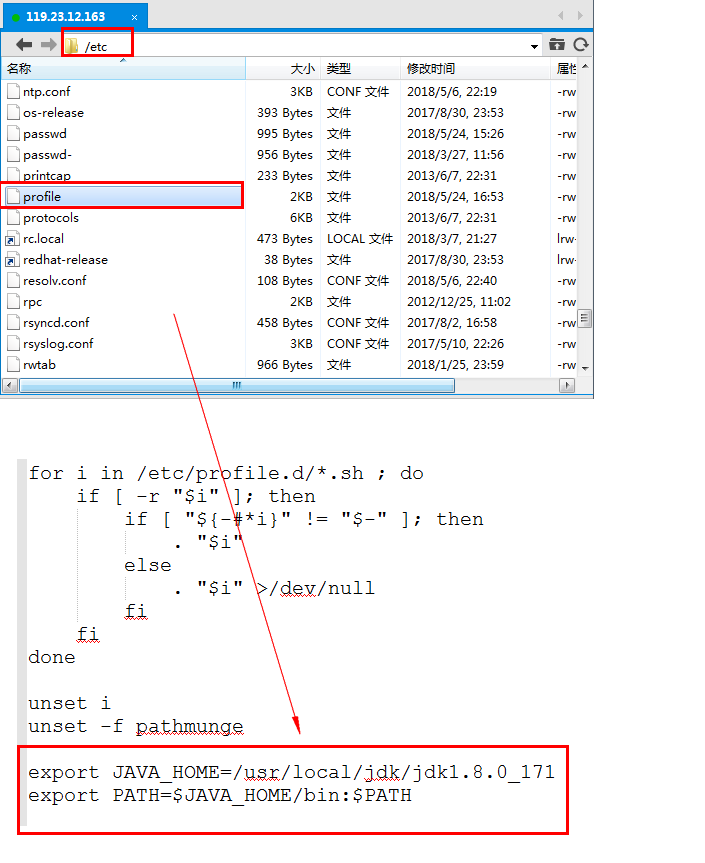 119.23.12.163 ×
/etc
名称 大小 类型 修改时间 属性
ntp.conf 3KB CONF 文件 2018/5/6, 22:19 -rw
os-release 393 Bytes 文件 2017/8/30, 23:53 -rw
passwd 995 Bytes 文件 2018/5/24, 15:26 -rw
passwd- 956 Bytes 文件 2018/3/27, 11:56 -rw
printcap 233 Bytes 文件 2013/6/7, 22:31 -rw
profile 2KB 文件 2018/5/24, 16:53 -rw
protocols 6KB 文件 2013/6/7, 22:31 -rw
rc.local 473 Bytes LOCAL 文件 2018/3/7, 21:27 lrw-
redhat-release 38 Bytes 文件 2017/8/30, 23:53 lrw-
resolv.conf 108 Bytes CONF 文件 2018/5/6, 22:40 -rw
rpc 2KB 文件 2012/12/25, 11:02 -rw
rsyncd.conf 458 Bytes CONF 文件 2017/8/2, 16:58 -rw
rsyslog.conf 3KB CONF 文件 2017/5/10, 22:26 -rw
rwtab 966 Bytes 文件 2018/1/25, 23:59 -rw
for i in /etc/profile.d/*.sh ; do
    if [ -r "$i" ]; then
        if [ "${-#*i}" != "$-" ]; then
            . "$i"
        else
            . "$i" >/dev/null
        fi
    fi
done
unset i
unset -f pathmunge
export JAVA_HOME=/usr/local/jdk/jdk1.8.0_171
export PATH=$JAVA_HOME/bin:$PATH